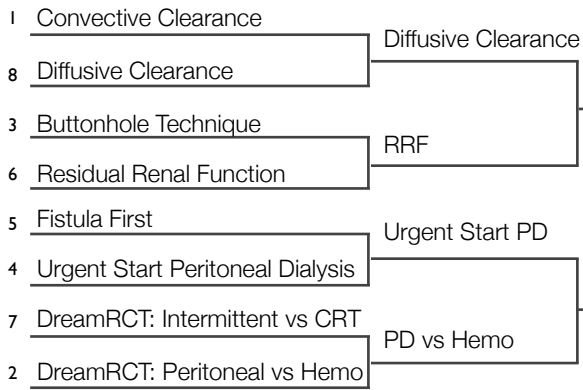 1 Convective Clearance
Diffusive Clearance
8 Diffusive Clearance
3 Buttonhole Technique
RRF
6 Residual Renal Function
5 Fistula First
Urgent Start PD
4 Urgent Start Peritoneal Dialysis
7 DreamRCT: Intermittent vs CRT
PD vs Hemo
2 DreamRCT: Peritoneal vs Hemo